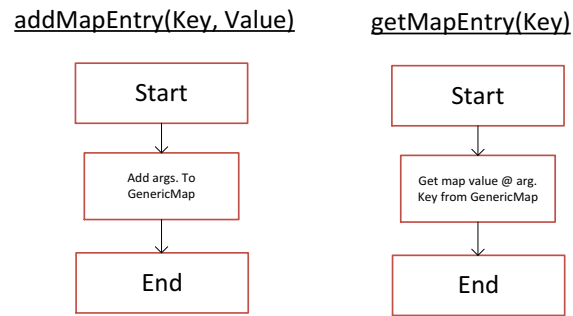 addMapEntry(Key, Value)
Start
Add args. To
GenericMap
End
getMapEntry(Key)
Start
Get map value @ arg.
Key from GenericMap
End